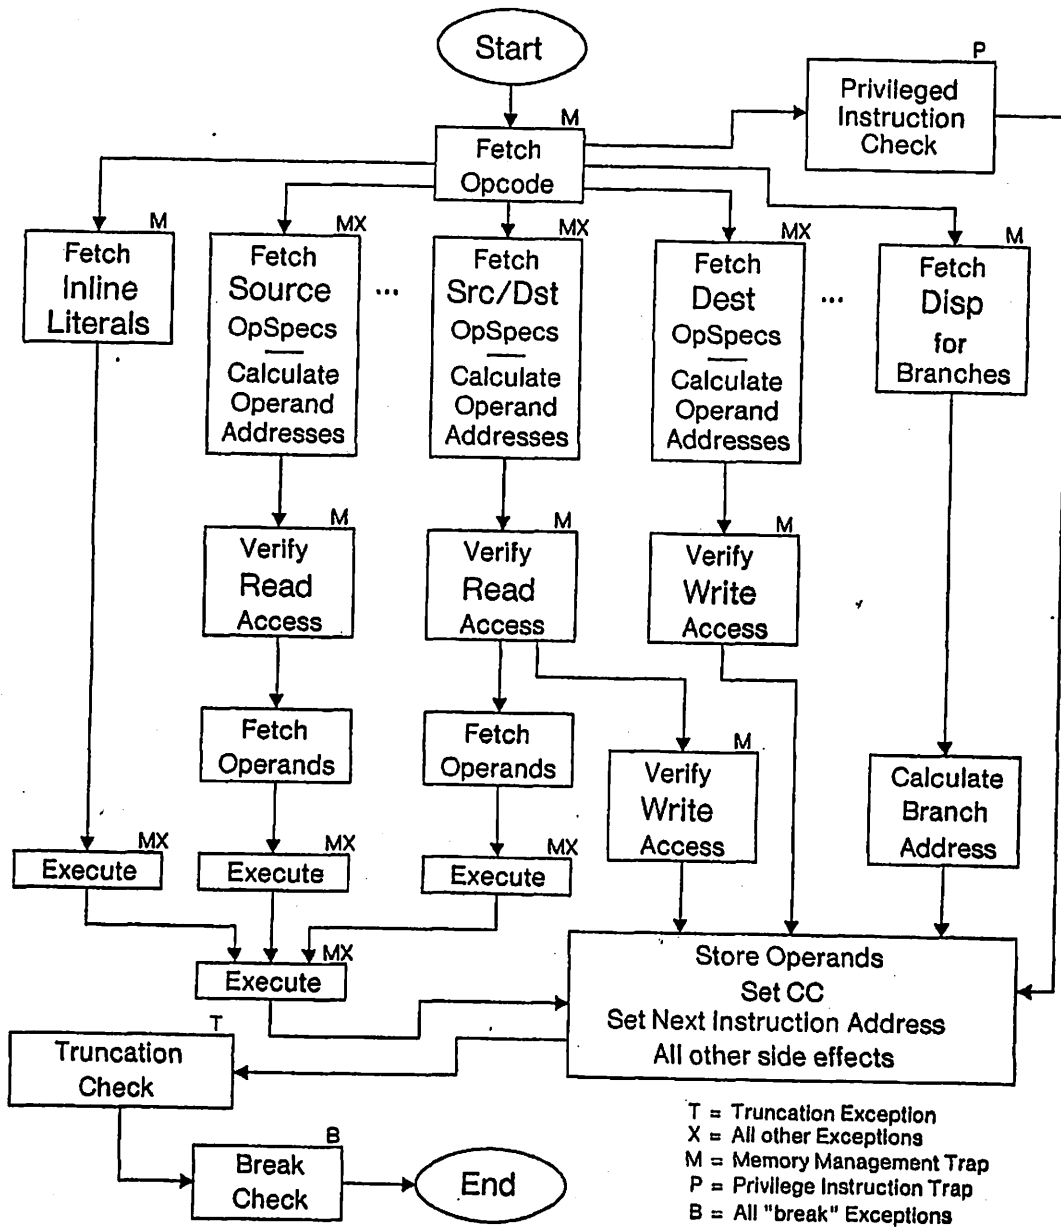 Start
P
Privileged
Instruction
Check
M
Fetch
Opcode
M
Fetch
Inline
Literals
MX
Fetch
Source
OpSpecs
Calculate
Operand
Addresses
...
MX
Fetch
Src/Dst
OpSpecs
Calculate
Operand
Addresses
MX
Fetch
Dest
OpSpecs
Calculate
Operand
Addresses
...
M
Fetch
Disp
for
Branches
M
Verify
Read
Access
M
Verify
Read
Access
M
Verify
Write
Access
Fetch
Operands
Fetch
Operands
M
Verify
Write
Access
Calculate
Branch
Address
MX
Execute
MX
Execute
MX
Execute
MX
Execute
Store Operands
Set CC
Set Next Instruction Address
All other side effects
T
Truncation
Check
B
Break
Check
End
T = Truncation Exception
X = All other Exceptions
M = Memory Management Trap
P = Privilege Instruction Trap
B = All "break" Exceptions